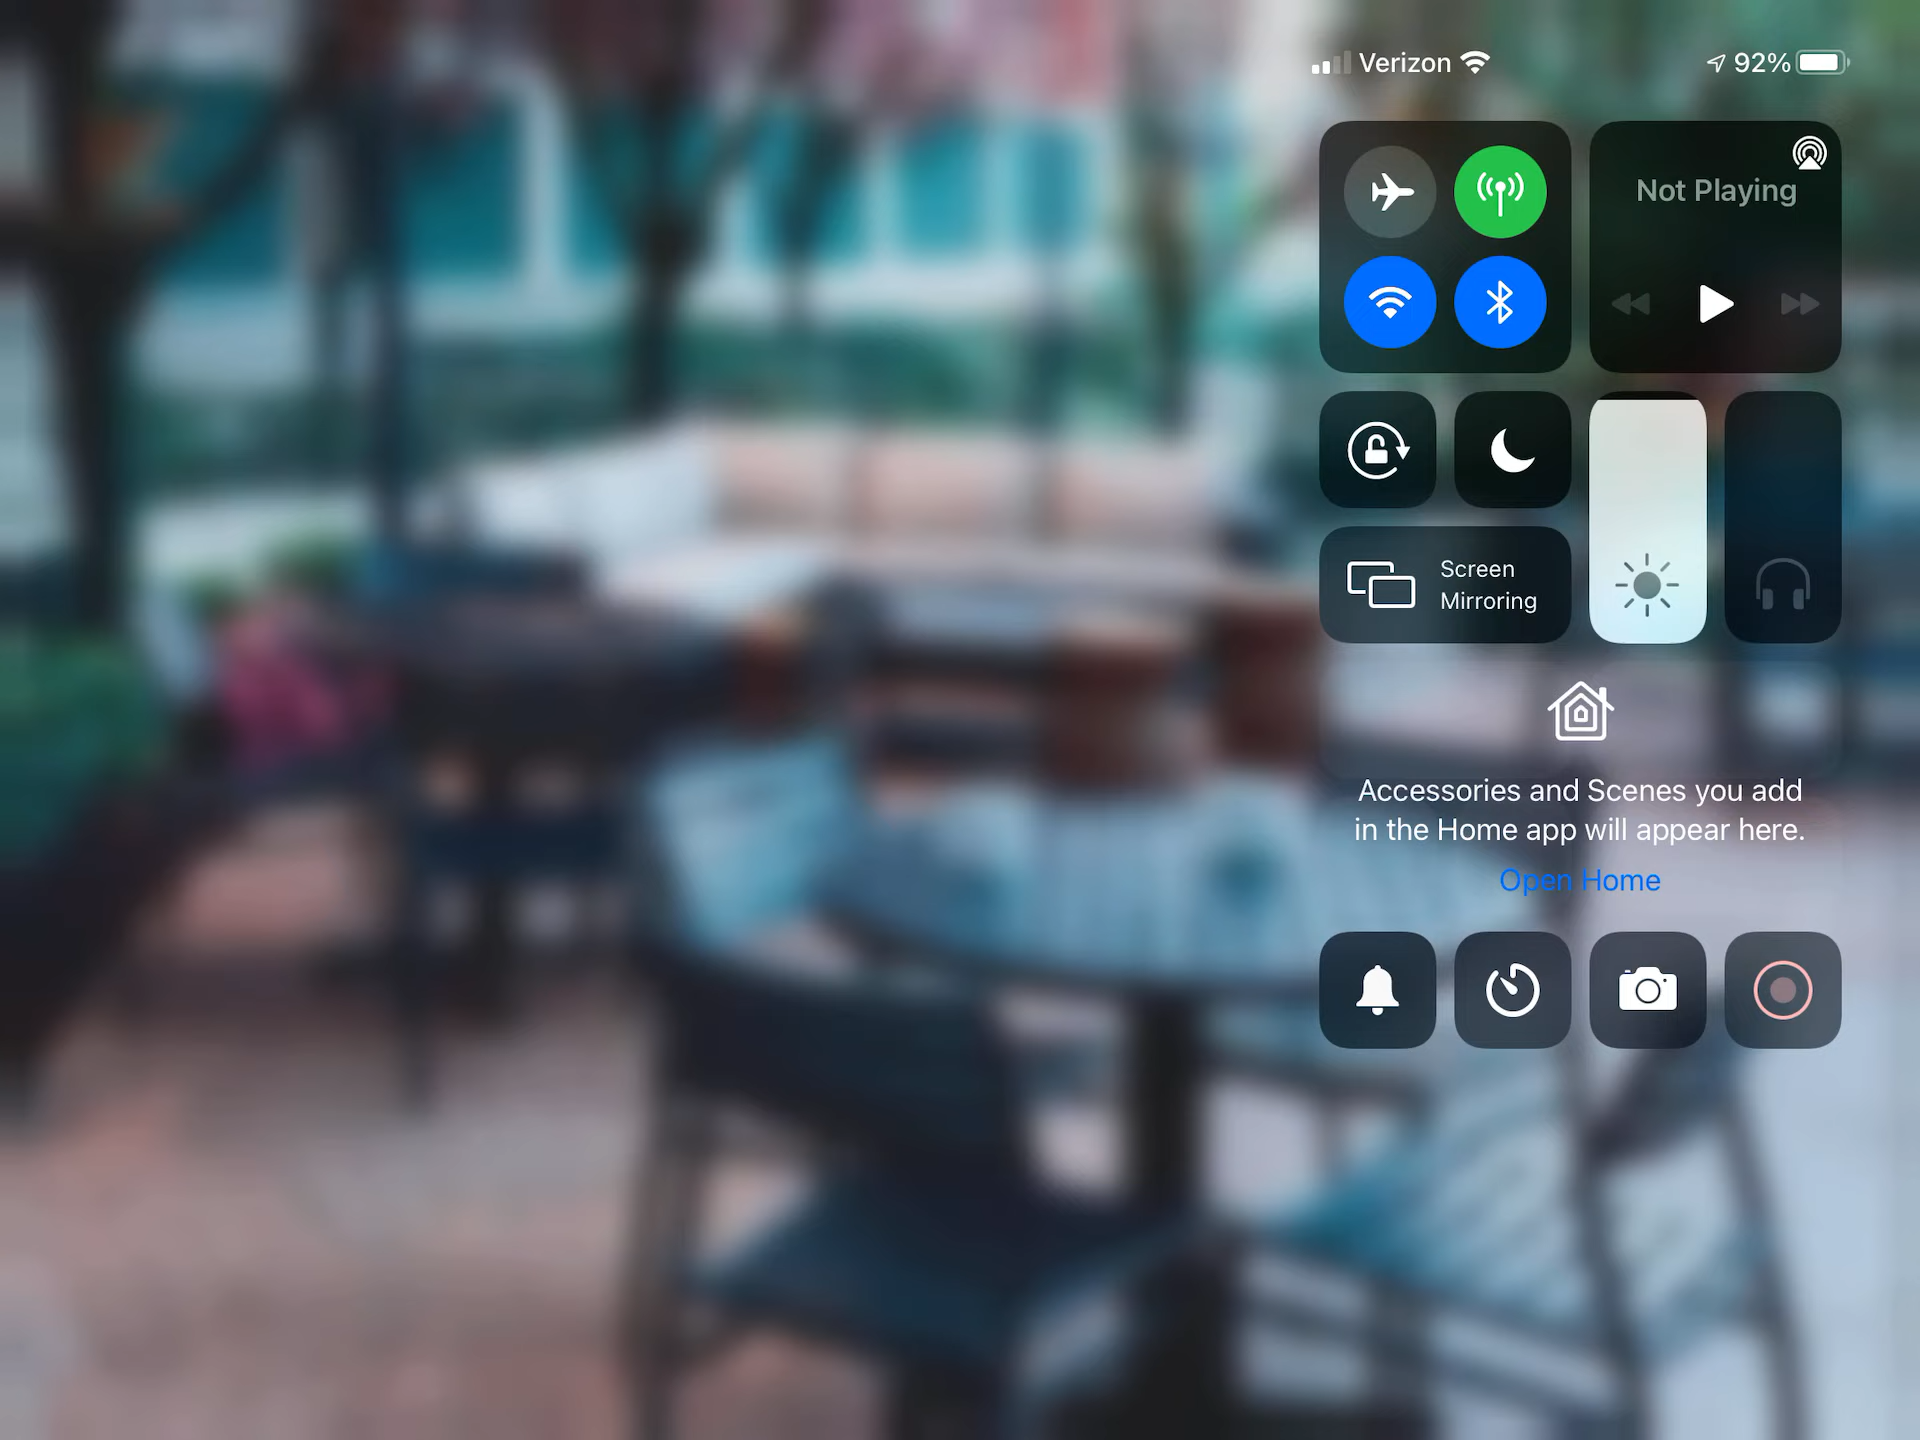 Verizon
92%
Not Playing
Screen
Mirroring
Accessories and Scenes you add
in the Home app will appear here.
Open Home